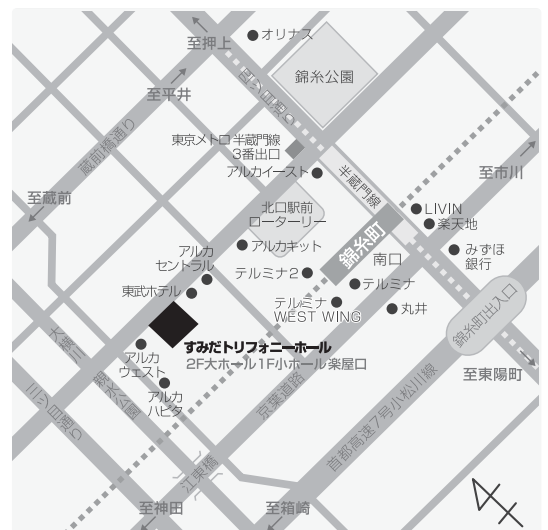 至押上
オリナス
錦糸公園
至平井
四ツ目通り
蔵前橋通り
東京メトロ半蔵門線
3番出口
アルカイースト
半蔵門線
至市川
至蔵前
北口駅前
ローターリー
LIVIN
楽天地
アルカキット
錦糸町
南口
みずほ
銀行
アルカ
セントラル
テルミナ2
テルミナ
東武ホテル
テルミナ
WEST WING
丸井
錦糸町出入口
すみだトリフォニーホール
2F大ホール1F小ホール楽屋口
アルカ
ウェスト
大横川
親水公園
アルカ
ハビタ
至東陽町
京葉道路
首都高速7号小松川線
三ツ目通り
江東橋
至神田
至箱崎